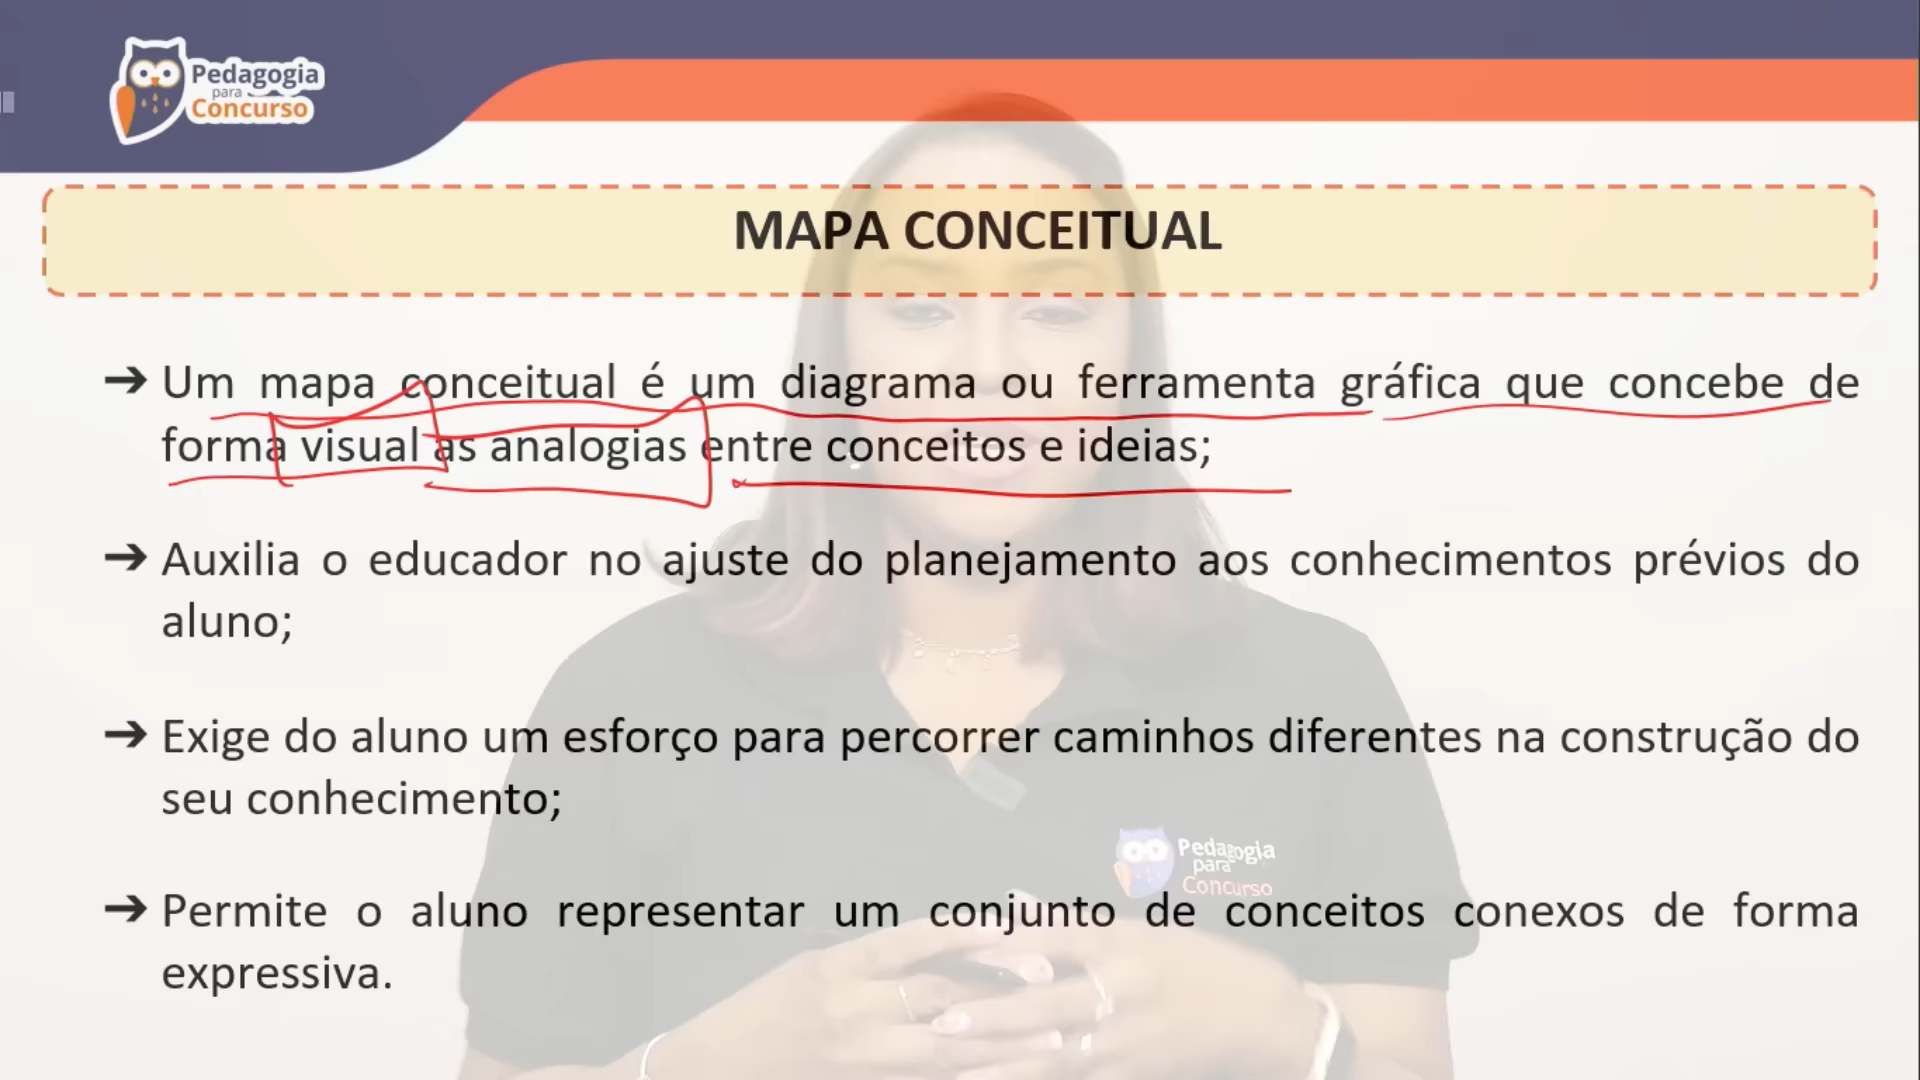 Pedagogia
para
Concurso
MAPA CONCEITUAL
➔ Um mapa conceitual é um diagrama ou ferramenta gráfica que concebe de
forma visual as analogias entre conceitos e ideias;
➔ Auxilia o educador no ajuste do planejamento aos conhecimentos prévios do
aluno;
➔ Exige do aluno um esforço para percorrer caminhos diferentes na construção do
seu conhecimento;
Pedagogia
para
Concurso
➔ Permite o aluno representar um conjunto de conceitos conexos de forma
expressiva.